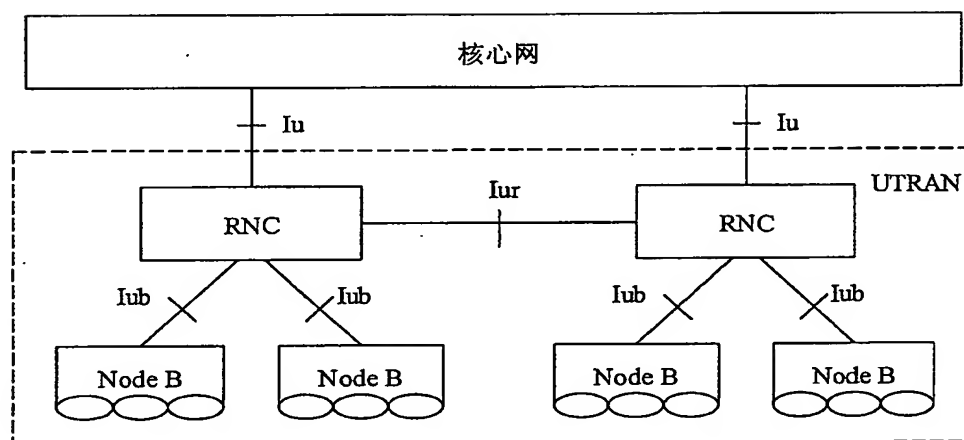 核心网
Iu
Iu
UTRAN
Iur
RNC
RNC
Iub
Iub
Iub
Iub
Node B
Node B
Node B
Node B